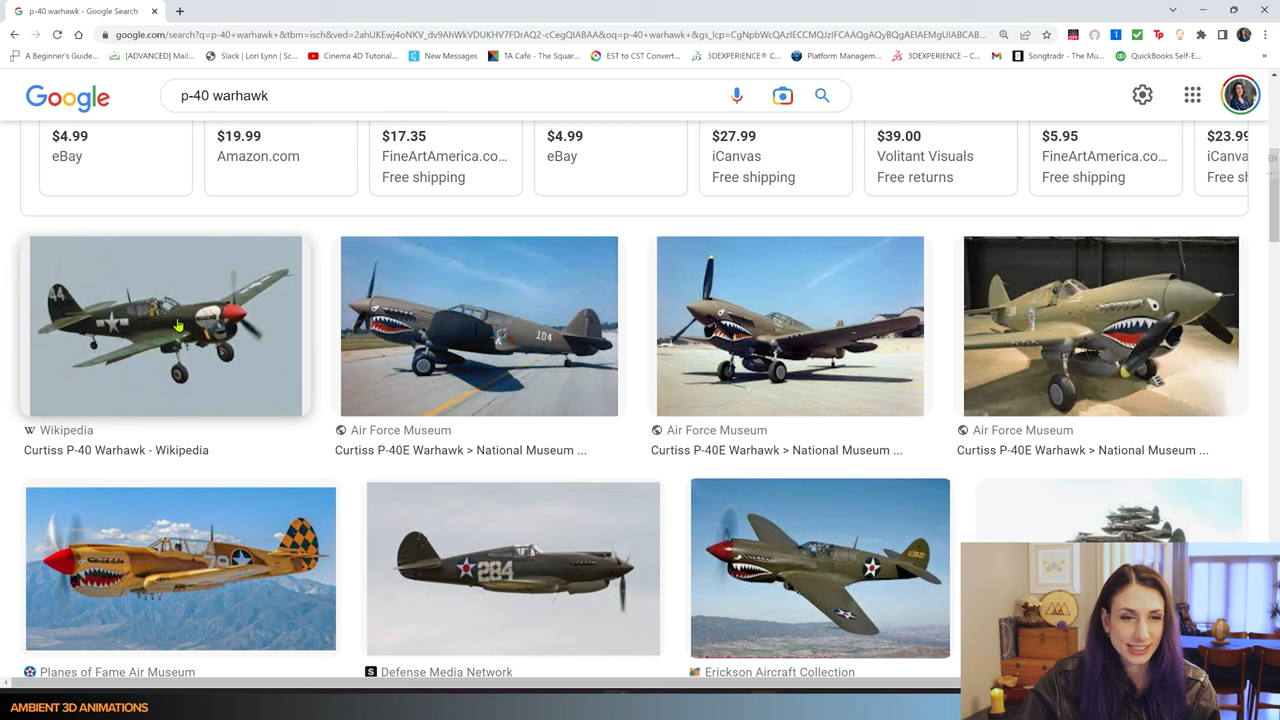 p-40 warhawk - Google Search
google.com/search?q=p-40+warhawk+&tbm=isch&ved=2ahUKEwj4oNKV_dv9AhWkVDUKHV7FDrAQ2-cCegQIABAA&oq=p-40+warhawk+&gs_lcp=CgNpbWcQAzIECCMQJzIFCAAQgAQyBQgAEIAEMgUIABCAB...
A Beginner's Guide...
[ADVANCED] Mail...
Slack | Lori Lynn | Sc...
Cinema 4D Tutorial...
New Messages
TA Cafe - The Squar...
EST to CST Convert...
3DEXPERIENCE® C...
Platform Managem...
3DEXPERIENCE – C...
Songtradr - The Mu...
QuickBooks Self-E...
Google
p-40 warhawk
$4.99
eBay
$19.99
Amazon.com
$17.35
FineArtAmerica.co...
Free shipping
$4.99
eBay
$27.99
iCanvas
Free shipping
$39.00
Volitant Visuals
Free returns
$5.95
FineArtAmerica.co...
Free shipping
$23.99
iCanva
Free sh
44
104
Wikipedia
Curtiss P-40 Warhawk - Wikipedia
Air Force Museum
Curtiss P-40E Warhawk > National Museum ...
Air Force Museum
Curtiss P-40E Warhawk > National Museum ...
Air Force Museum
Curtiss P-40E Warhawk > National Museum ...
284
Planes of Fame Air Museum
Defense Media Network
Erickson Aircraft Collection
AMBIENT 3D ANIMATIONS